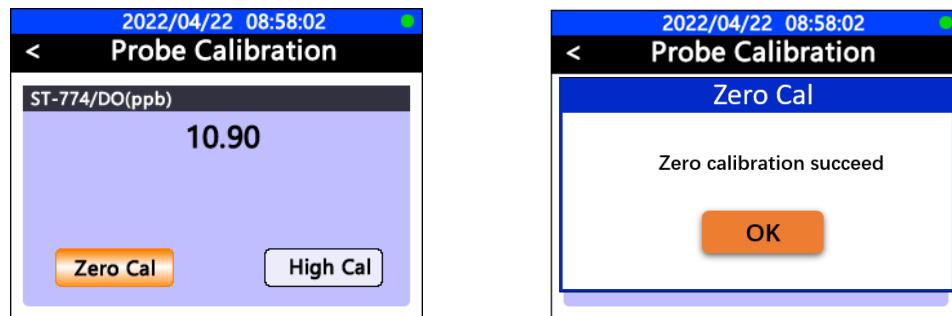 2022/04/22 08:58:02
< Probe Calibration
ST-774/DO(ppb)
10.90
Zero Cal
High Cal
2022/04/22 08:58:02
< Probe Calibration
Zero Cal
Zero calibration succeed
OK